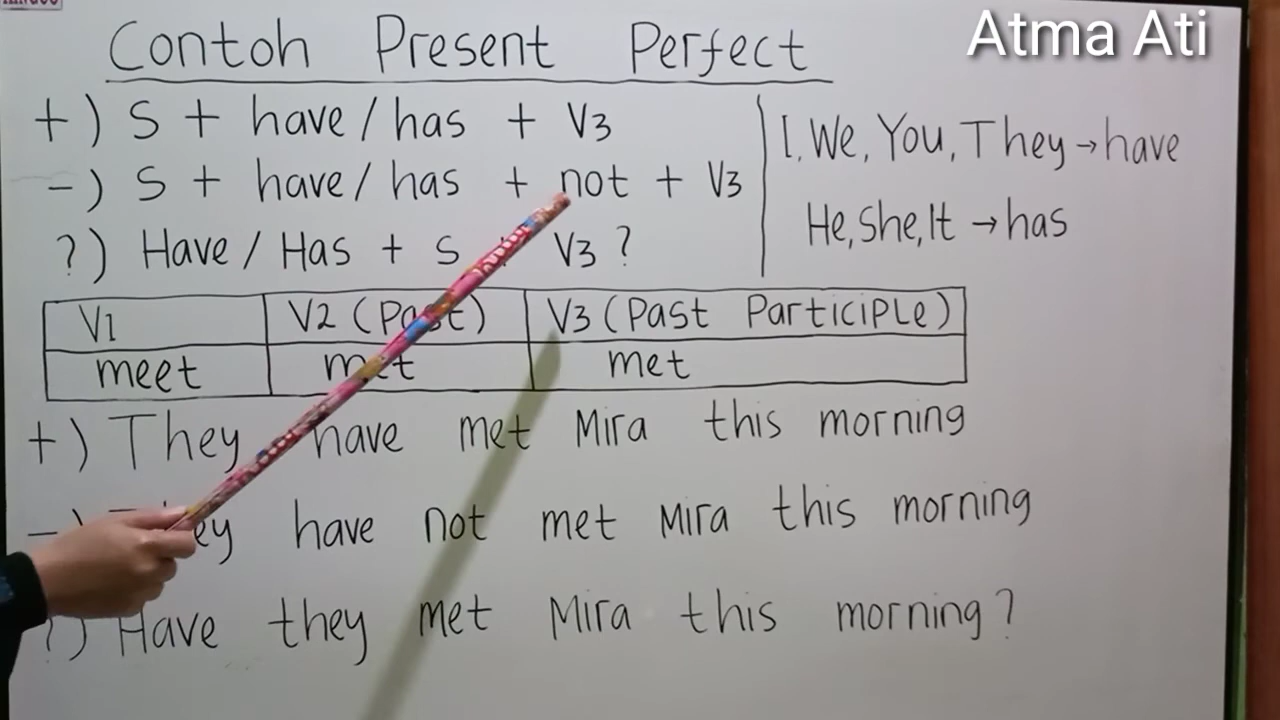 Atma Ati
Contoh Present Perfect
+) S + have/has + V3
-) S + have/has + not + V3
?) Have/Has + S V3?
I, We, You, They → have
He, She, It → has
V1 V2 (Past) V3 (Past Participle)
meet met met
+) They have met Mira this morning
-) They have not met Mira this morning
?) Have they met Mira this morning?